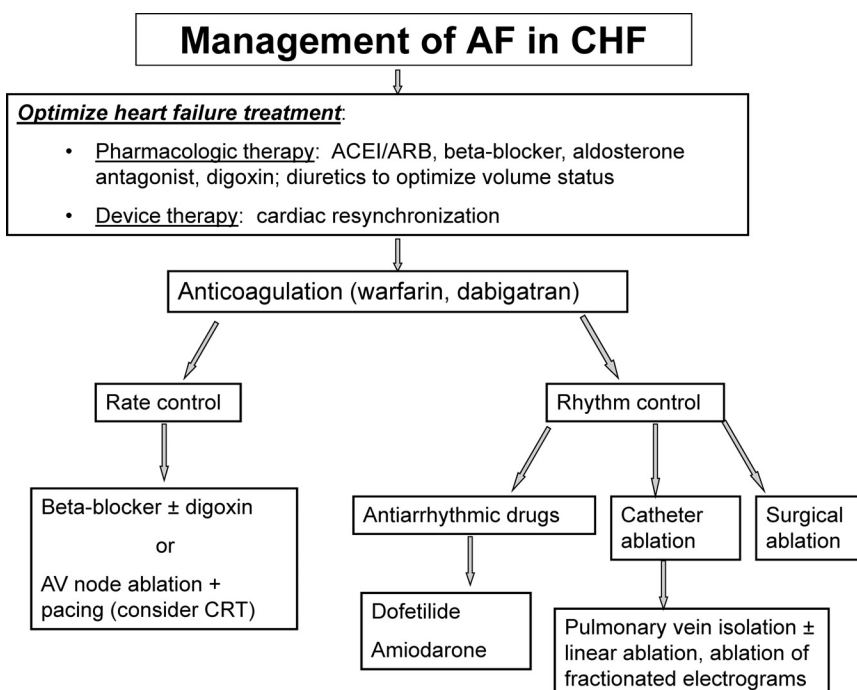 Management of AF in CHF
Optimize heart failure treatment:
• Pharmacologic therapy: ACEI/ARB, beta-blocker, aldosterone
antagonist, digoxin; diuretics to optimize volume status
• Device therapy: cardiac resynchronization
Anticoagulation (warfarin, dabigatran)
Rate control
Rhythm control
Beta-blocker ± digoxin
or
AV node ablation +
pacing (consider CRT)
Antiarrhythmic drugs
Catheter
ablation
Surgical
ablation
Dofetilide
Amiodarone
Pulmonary vein isolation ±
linear ablation, ablation of
fractionated electrograms